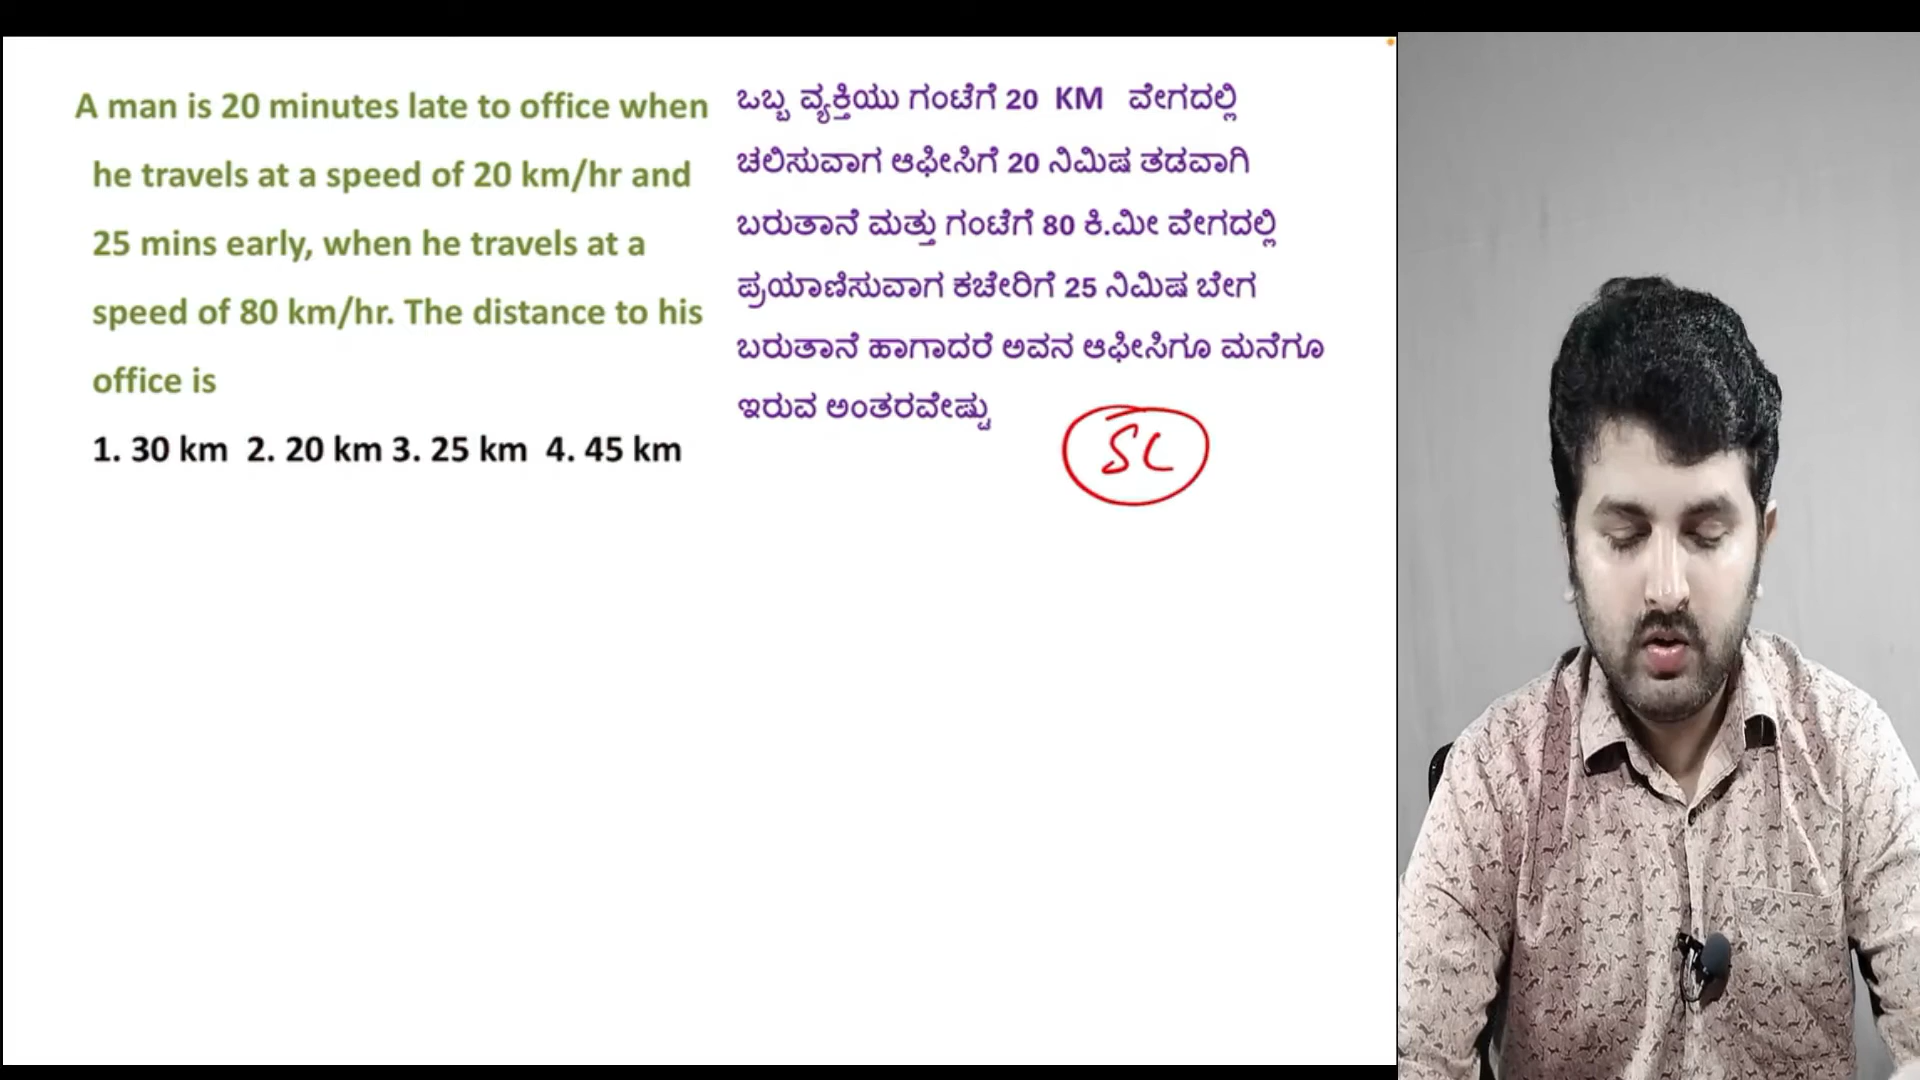 A man is 20 minutes late to office when
he travels at a speed of 20 km/hr and
25 mins early, when he travels at a
speed of 80 km/hr. The distance to his
office is
1. 30 km 2. 20 km 3. 25 km 4. 45 km
ಒಬ್ಬ ವ್ಯಕ್ತಿಯು ಗಂಟೆಗೆ 20 KM ವೇಗದಲ್ಲಿ
ಚಲಿಸುವಾಗ ಆಫೀಸಿಗೆ 20 ನಿಮಿಷ ತಡವಾಗಿ
ಬರುತಾನೆ ಮತ್ತು ಗಂಟೆಗೆ 80 ಕಿ.ಮೀ ವೇಗದಲ್ಲಿ
ಪ್ರಯಾಣಿಸುವಾಗ ಕಚೇರಿಗೆ 25 ನಿಮಿಷ ಬೇಗ
ಬರುತಾನೆ ಹಾಗಾದರೆ ಅವನ ಆಫೀಸಿಗೂ ಮನೆಗೂ
ಇರುವ ಅಂತರವೇಷ್ಟು
SC